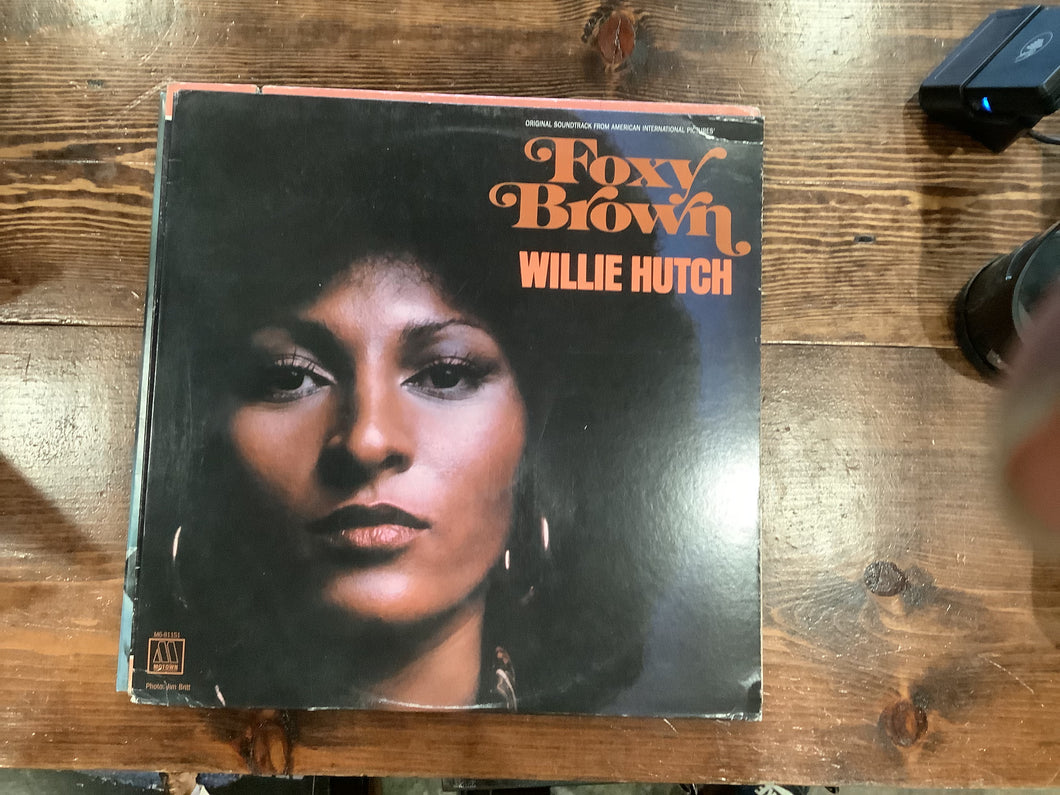 ORIGINAL SOUNDTRACK FROM AMERICAN INTERNATIONAL PICTURES'
Foxy
Brown
WILLIE HUTCH
M6-811S1
MOTOWN
Photo: Jim Britt